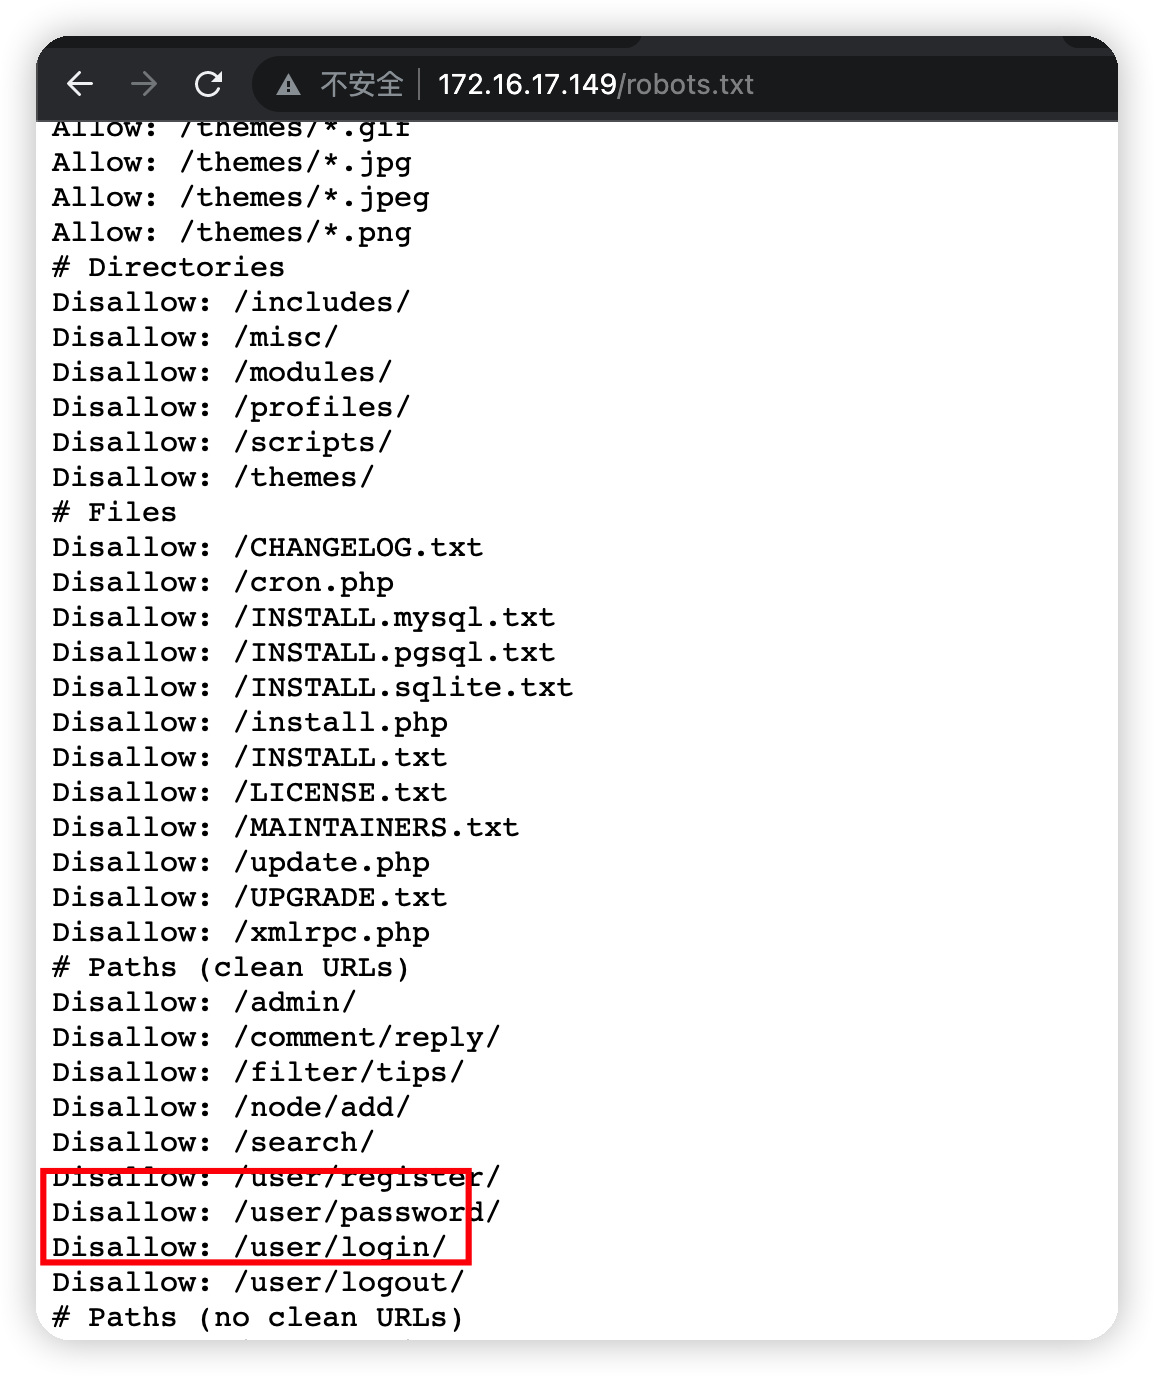 不安全 172.16.17.149/robots.txt
Allow: /themes/*.gif
Allow: /themes/*.jpg
Allow: /themes/*.jpeg
Allow: /themes/*.png
# Directories
Disallow: /includes/
Disallow: /misc/
Disallow: /modules/
Disallow: /profiles/
Disallow: /scripts/
Disallow: /themes/
# Files
Disallow: /CHANGELOG.txt
Disallow: /cron.php
Disallow: /INSTALL.mysql.txt
Disallow: /INSTALL.pgsql.txt
Disallow: /INSTALL.sqlite.txt
Disallow: /install.php
Disallow: /INSTALL.txt
Disallow: /LICENSE.txt
Disallow: /MAINTAINERS.txt
Disallow: /update.php
Disallow: /UPGRADE.txt
Disallow: /xmlrpc.php
# Paths (clean URLs)
Disallow: /admin/
Disallow: /comment/reply/
Disallow: /filter/tips/
Disallow: /node/add/
Disallow: /search/
Disallow: /user/register/
Disallow: /user/password/
Disallow: /user/login/
Disallow: /user/logout/
# Paths (no clean URLs)